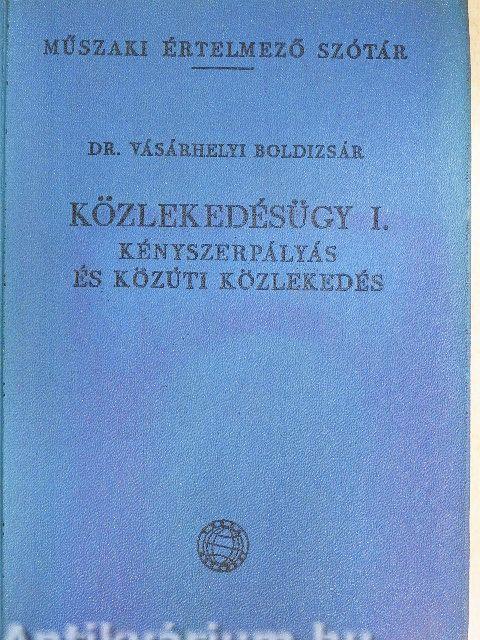 MŰSZAKI ÉRTELMEZŐ SZÓTÁR
DR. VÁSÁRHELYI BOLDIZSÁR
KÖZLEKEDÉSÜGY I.
KÉNYSZERPÁLYÁS
ÉS KÖZÚTI KÖZLEKEDÉS
Antikvárium.hu